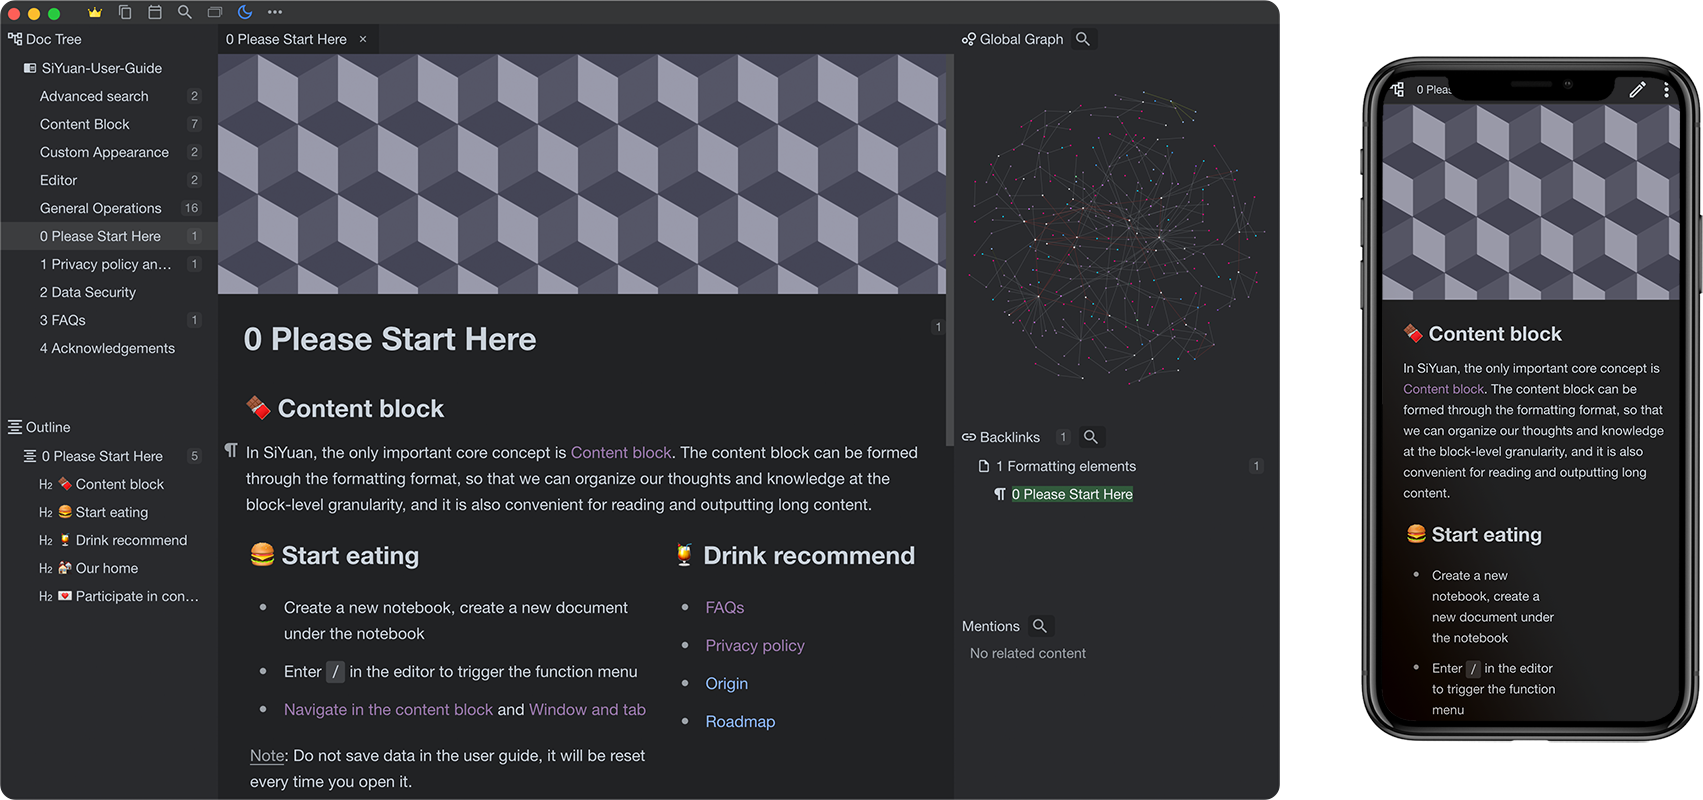 Doc Tree
SiYuan-User-Guide
Advanced search 2
Content Block 7
Custom Appearance 2
Editor 2
General Operations 16
0 Please Start Here 1
1 Privacy policy an... 1
2 Data Security
3 FAQs 1
4 Acknowledgements
Outline
0 Please Start Here 5
H2 Content block
H2 Start eating
H2 Drink recommend
H2 Our home
H2 Participate in con...
0 Please Start Here ×
0 Please Start Here
1
Content block
In SiYuan, the only important core concept is Content block. The content block can be formed
through the formatting format, so that we can organize our thoughts and knowledge at the
block-level granularity, and it is also convenient for reading and outputting long content.
Start eating
Create a new notebook, create a new document
under the notebook
Enter / in the editor to trigger the function menu
Navigate in the content block and Window and tab
Note: Do not save data in the user guide, it will be reset
every time you open it.
Drink recommend
FAQs
Privacy policy
Origin
Roadmap
Global Graph
Backlinks 1
1 Formatting elements 1
0 Please Start Here
Mentions
No related content
0 Pleas
Content block
In SiYuan, the only important core concept is
Content block. The content block can be
formed through the formatting format, so that
we can organize our thoughts and knowledge
at the block-level granularity, and it is also
convenient for reading and outputting long
content.
Start eating
Create a new
notebook, create a
new document under
the notebook
Enter / in the editor
to trigger the function
menu